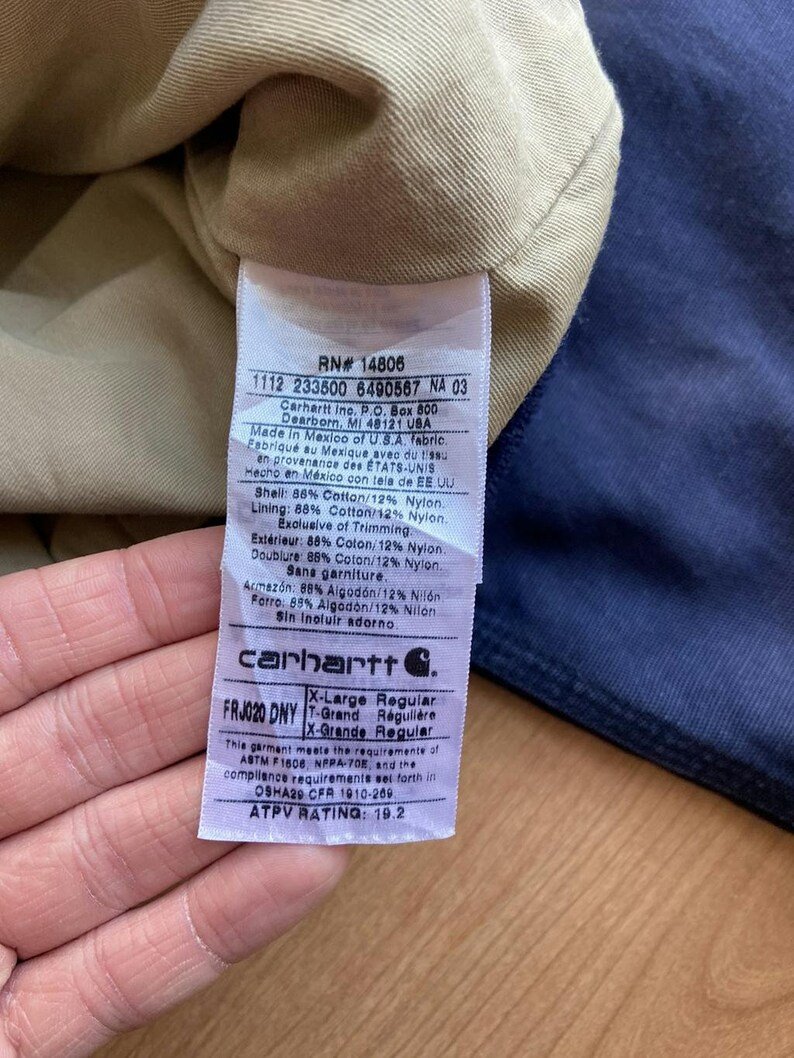 RN# 14806
1112 233500 6490567 NA 03
Carhartt Inc. P.O. Box 600
Dearborn, MI 48121 USA
Made in Mexico of U.S.A. fabric.
Fabriqué au Mexique avec du tissu
en provenance des ÉTATS-UNIS
Hecho en México con tela de EE.UU
Shell: 88% Cotton/12% Nylon.
Lining: 88% Cotton/12% Nylon.
Exclusive of Trimming.
Extérieur: 88% Coton/12% Nylon.
Doublure: 88% Coton/12% Nylon.
Sans garniture.
Armazón: 88% Algodón/12% Nilón
Forro: 88% Algodón/12% Nilón
Sin incluir adorno
carhartt
FRJ020 DNY
X-Large Regular
T-Grand Régulière
X-Grande Regular
This garment meets the requirements of
ASTM F1506, NFPA-70E, and the
compliance requirements set forth in
OSHA29 CFR 1910-269
ATPV RATING: 19.2